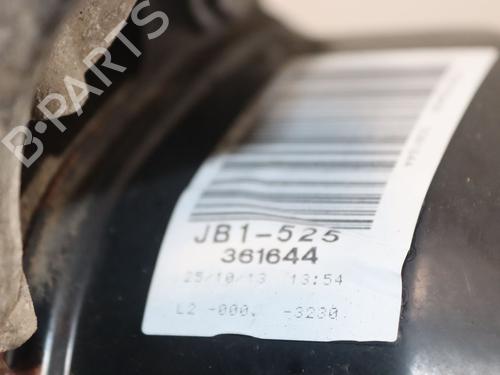 JB1-525
361644
25/10/13 13:54
L2 -000. -3230
B-PARTS